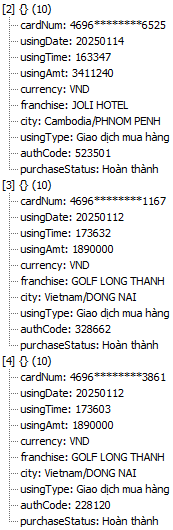 [2] {} (10)
cardNum: 4696********6525
usingDate: 20250114
usingTime: 163347
usingAmt: 3411240
currency: VND
franchise: JOLI HOTEL
city: Cambodia/PHNOM PENH
usingType: Giao dịch mua hàng
authCode: 523501
purchaseStatus: Hoàn thành
[3] {} (10)
cardNum: 4696********1167
usingDate: 20250112
usingTime: 173632
usingAmt: 1890000
currency: VND
franchise: GOLF LONG THANH
city: Vietnam/DONG NAI
usingType: Giao dịch mua hàng
authCode: 328662
purchaseStatus: Hoàn thành
[4] {} (10)
cardNum: 4696********3861
usingDate: 20250112
usingTime: 173603
usingAmt: 1890000
currency: VND
franchise: GOLF LONG THANH
city: Vietnam/DONG NAI
usingType: Giao dịch mua hàng
authCode: 228120
purchaseStatus: Hoàn thành